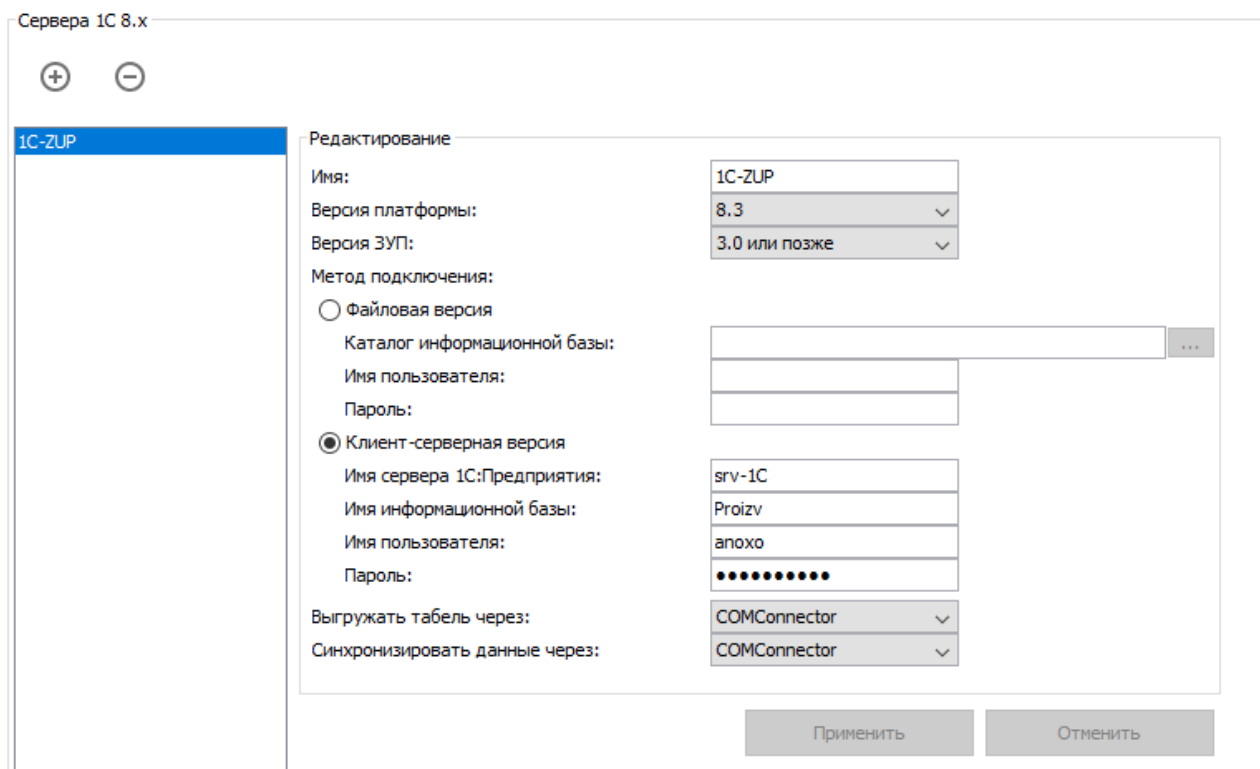 Сервера 1С 8.x
1C-ZUP
Редактирование
Имя: 1C-ZUP
Версия платформы: 8.3
Версия ЗУП: 3.0 или позже
Метод подключения:
Файловая версия
Каталог информационной базы: ...
Имя пользователя:
Пароль:
Клиент-серверная версия
Имя сервера 1С:Предприятия: srv-1C
Имя информационной базы: Proizv
Имя пользователя: anoxo
Пароль: ●●●●●●●●●●
Выгружать табель через: COMConnector
Синхронизировать данные через: COMConnector
Применить Отменить